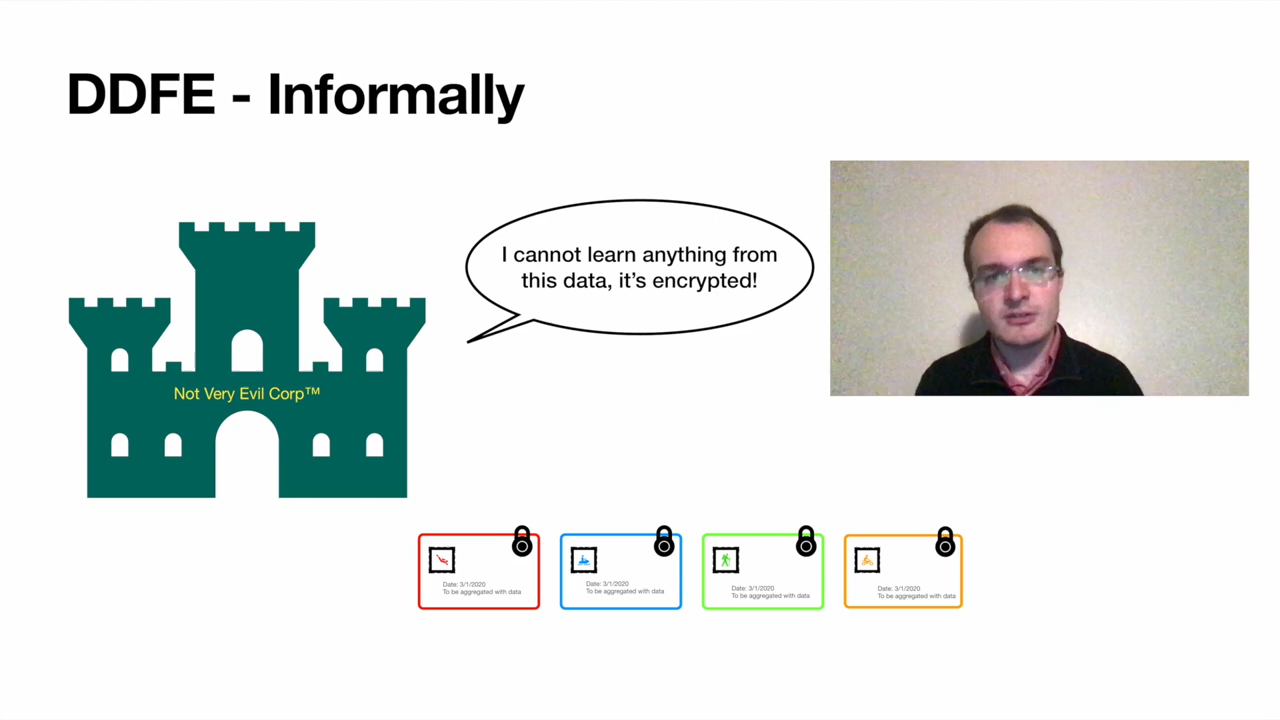 DDFE - Informally
I cannot learn anything from
this data, it's encrypted!
Not Very Evil Corp™
Date: 3/1/2020
To be aggregated with data
Date: 3/1/2020
To be aggregated with data
Date: 3/1/2020
To be aggregated with data
Date: 3/1/2020
To be aggregated with data